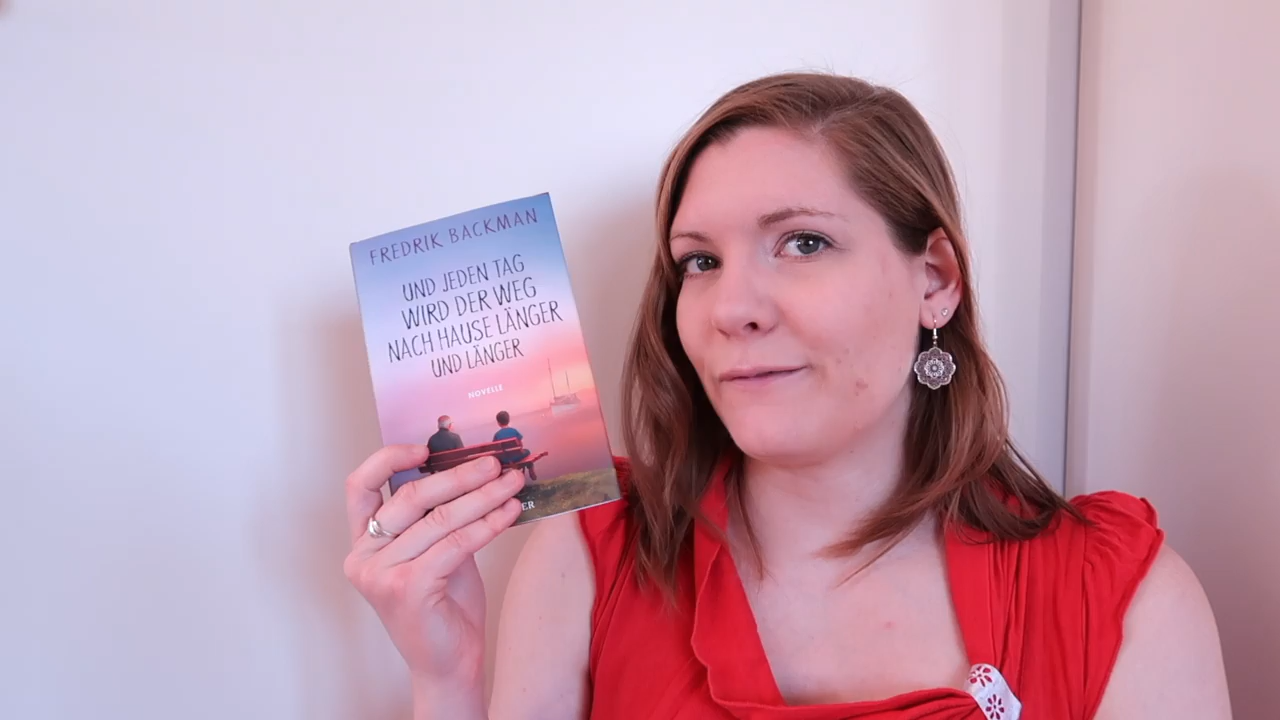 FREDRIK BACKMAN
UND JEDEN TAG
WIRD DER WEG
NACH HAUSE LÄNGER
UND LÄNGER
NOVELLE